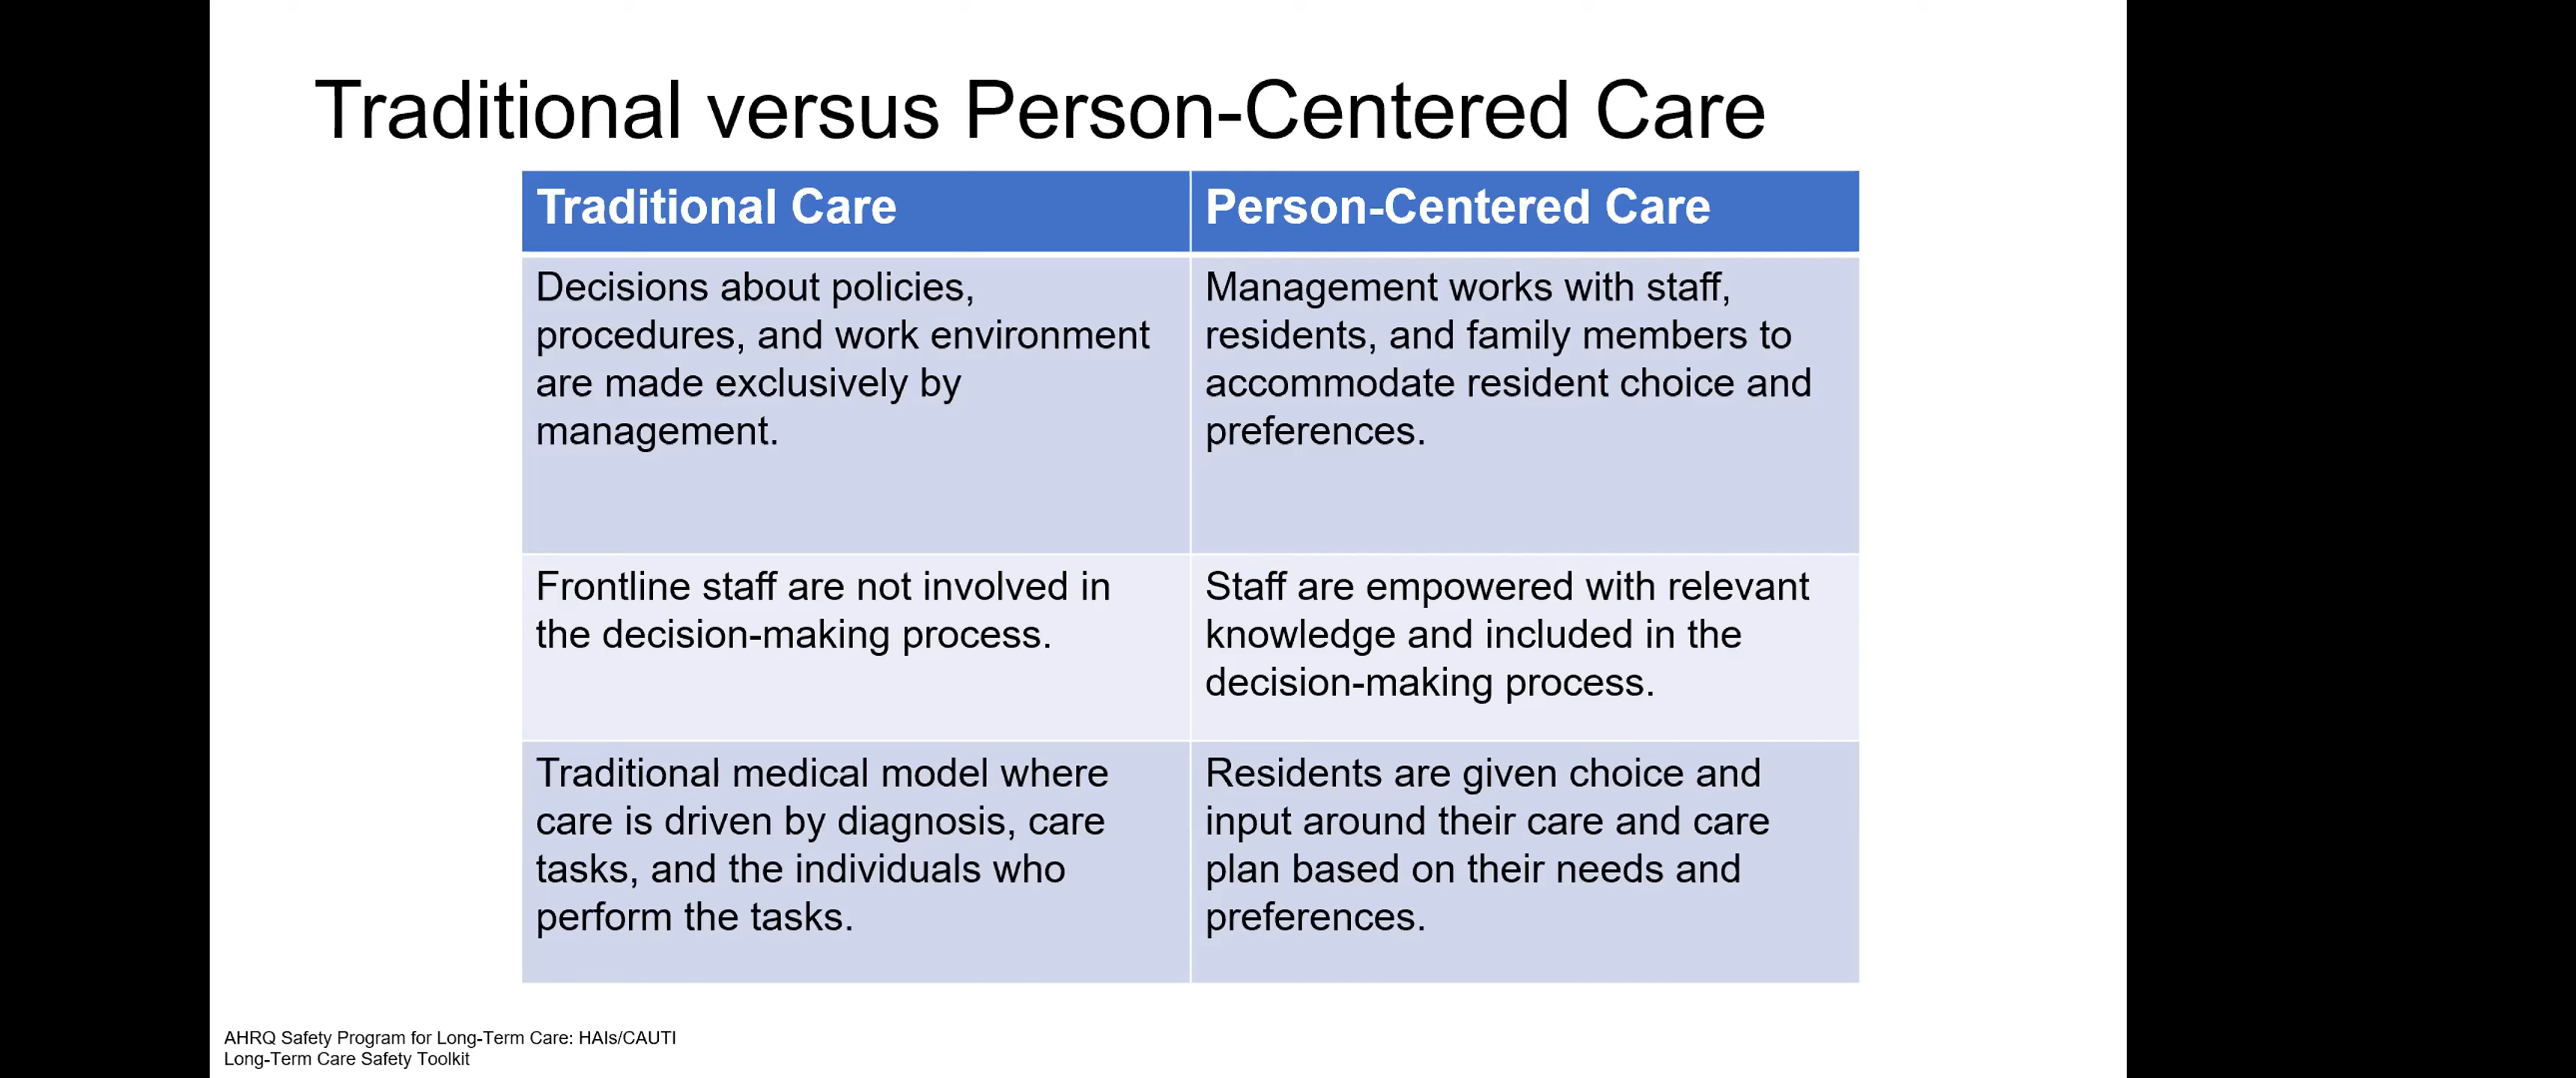 Traditional versus Person-Centered Care
Traditional Care
Person-Centered Care
Decisions about policies,
procedures, and work environment
are made exclusively by
management.
Management works with staff,
residents, and family members to
accommodate resident choice and
preferences.
Frontline staff are not involved in
the decision-making process.
Staff are empowered with relevant
knowledge and included in the
decision-making process.
Traditional medical model where
care is driven by diagnosis, care
tasks, and the individuals who
perform the tasks.
Residents are given choice and
input around their care and care
plan based on their needs and
preferences.
AHRQ Safety Program for Long-Term Care: HAIs/CAUTI
Long-Term Care Safety Toolkit